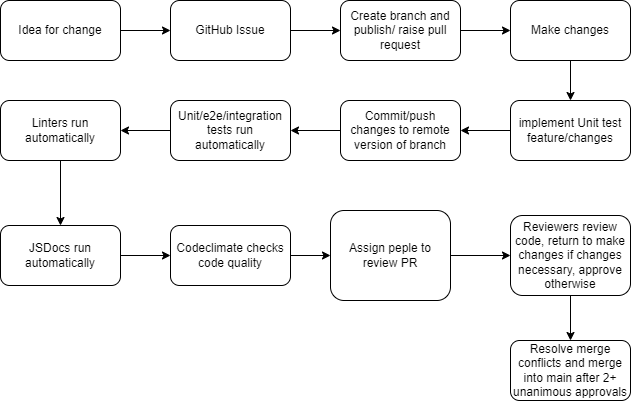 Idea for change
GitHub Issue
Create branch and
publish/ raise pull
request
Make changes
Linters run
automatically
Unit/e2e/integration
tests run
automatically
Commit/push
changes to remote
version of branch
implement Unit test
feature/changes
JSDocs run
automatically
Codeclimate checks
code quality
Assign peple to
review PR
Reviewers review
code, return to make
changes if changes
necessary, approve
otherwise
Resolve merge
conflicts and merge
into main after 2+
unanimous approvals